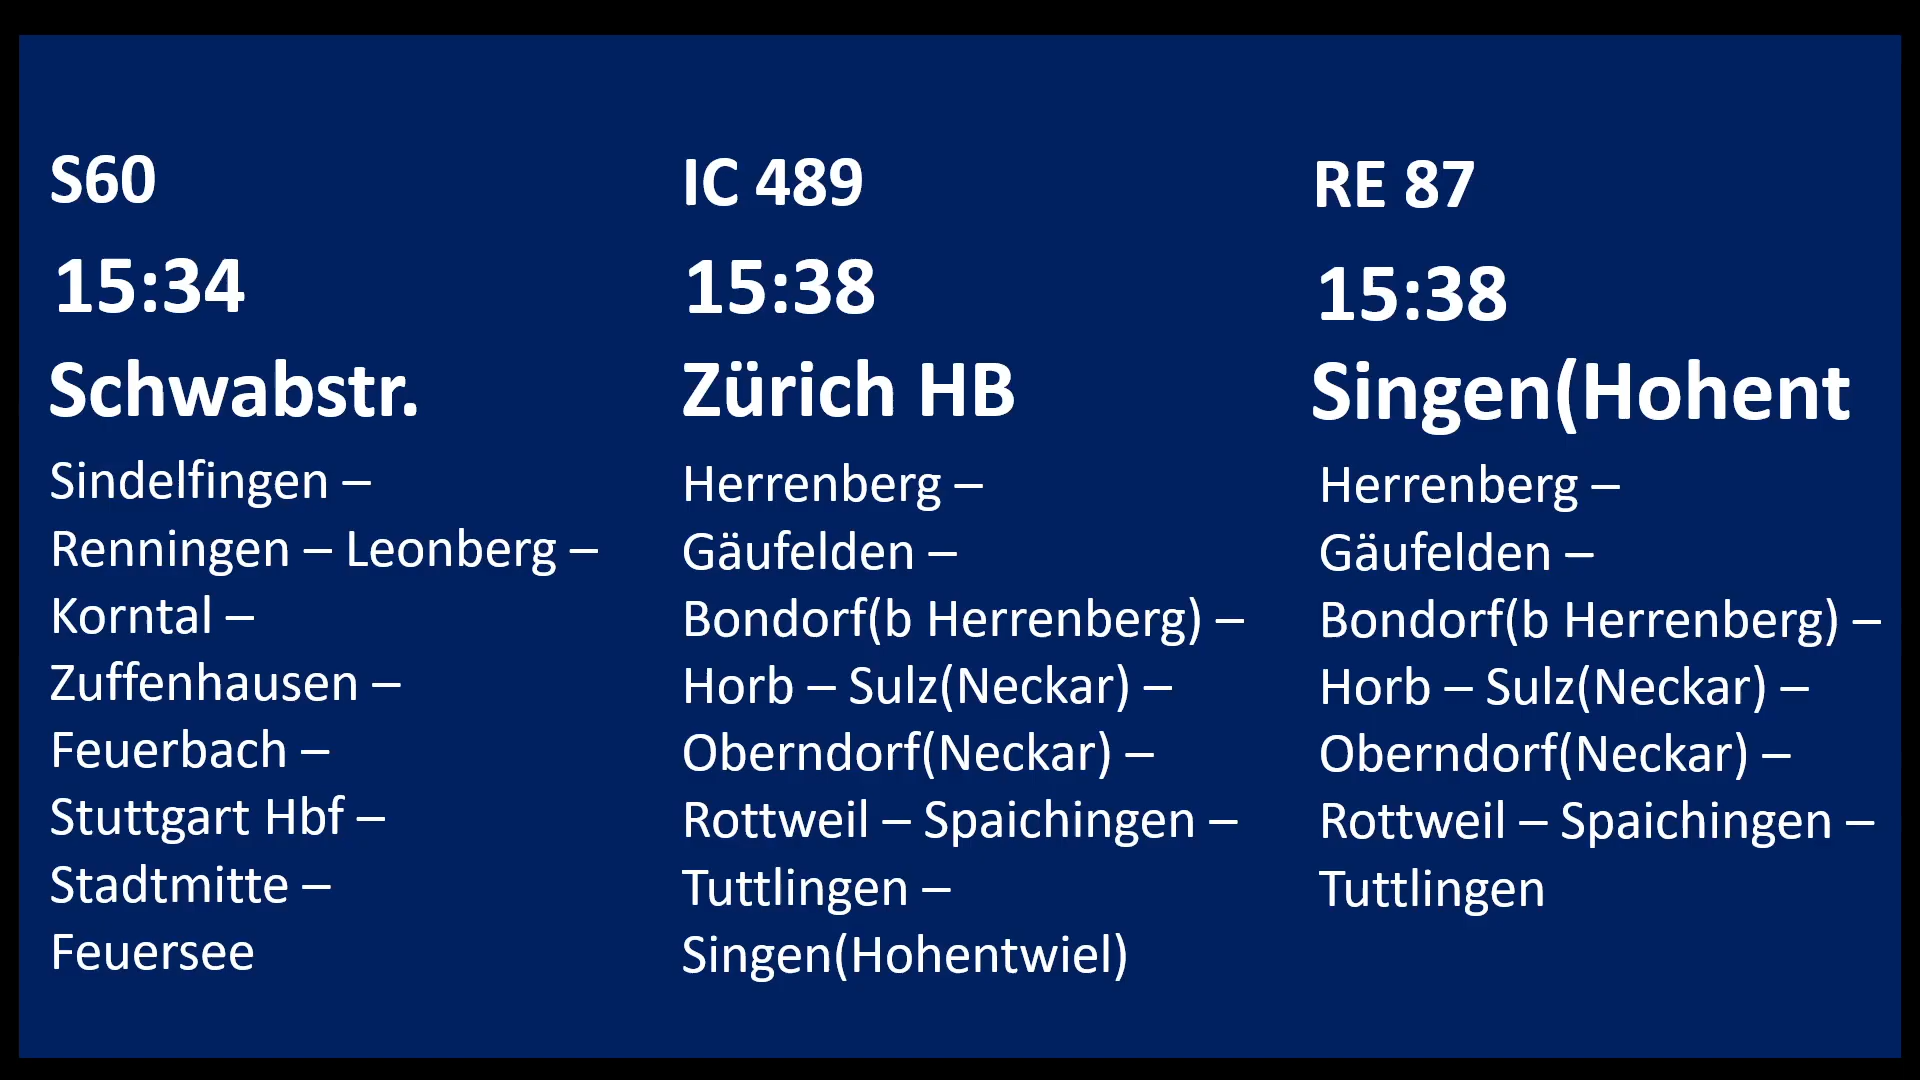 S60
15:34
Schwabstr.
Sindelfingen –
Renningen – Leonberg –
Korntal –
Zuffenhausen –
Feuerbach –
Stuttgart Hbf –
Stadtmitte –
Feuersee
IC 489
15:38
Zürich HB
Herrenberg –
Gäufelden –
Bondorf(b Herrenberg) –
Horb – Sulz(Neckar) –
Oberndorf(Neckar) –
Rottweil – Spaichingen –
Tuttlingen –
Singen(Hohentwiel)
RE 87
15:38
Singen(Hohent
Herrenberg –
Gäufelden –
Bondorf(b Herrenberg) –
Horb – Sulz(Neckar) –
Oberndorf(Neckar) –
Rottweil – Spaichingen –
Tuttlingen